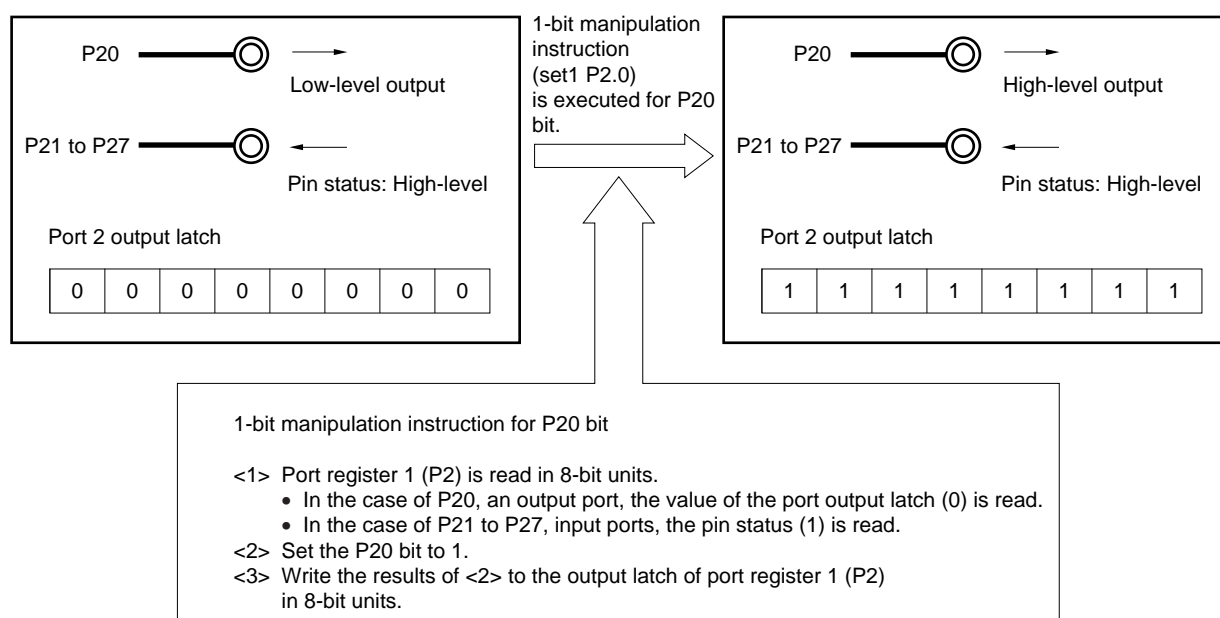 P20
Low-level output
P21 to P27
Pin status: High-level
Port 2 output latch
0 0 0 0 0 0 0 0
1-bit manipulation
instruction
(set1 P2.0)
is executed for P20
bit.
P20
High-level output
P21 to P27
Pin status: High-level
Port 2 output latch
1 1 1 1 1 1 1 1
1-bit manipulation instruction for P20 bit
<1> Port register 1 (P2) is read in 8-bit units.
• In the case of P20, an output port, the value of the port output latch (0) is read.
• In the case of P21 to P27, input ports, the pin status (1) is read.
<2> Set the P20 bit to 1.
<3> Write the results of <2> to the output latch of port register 1 (P2)
in 8-bit units.